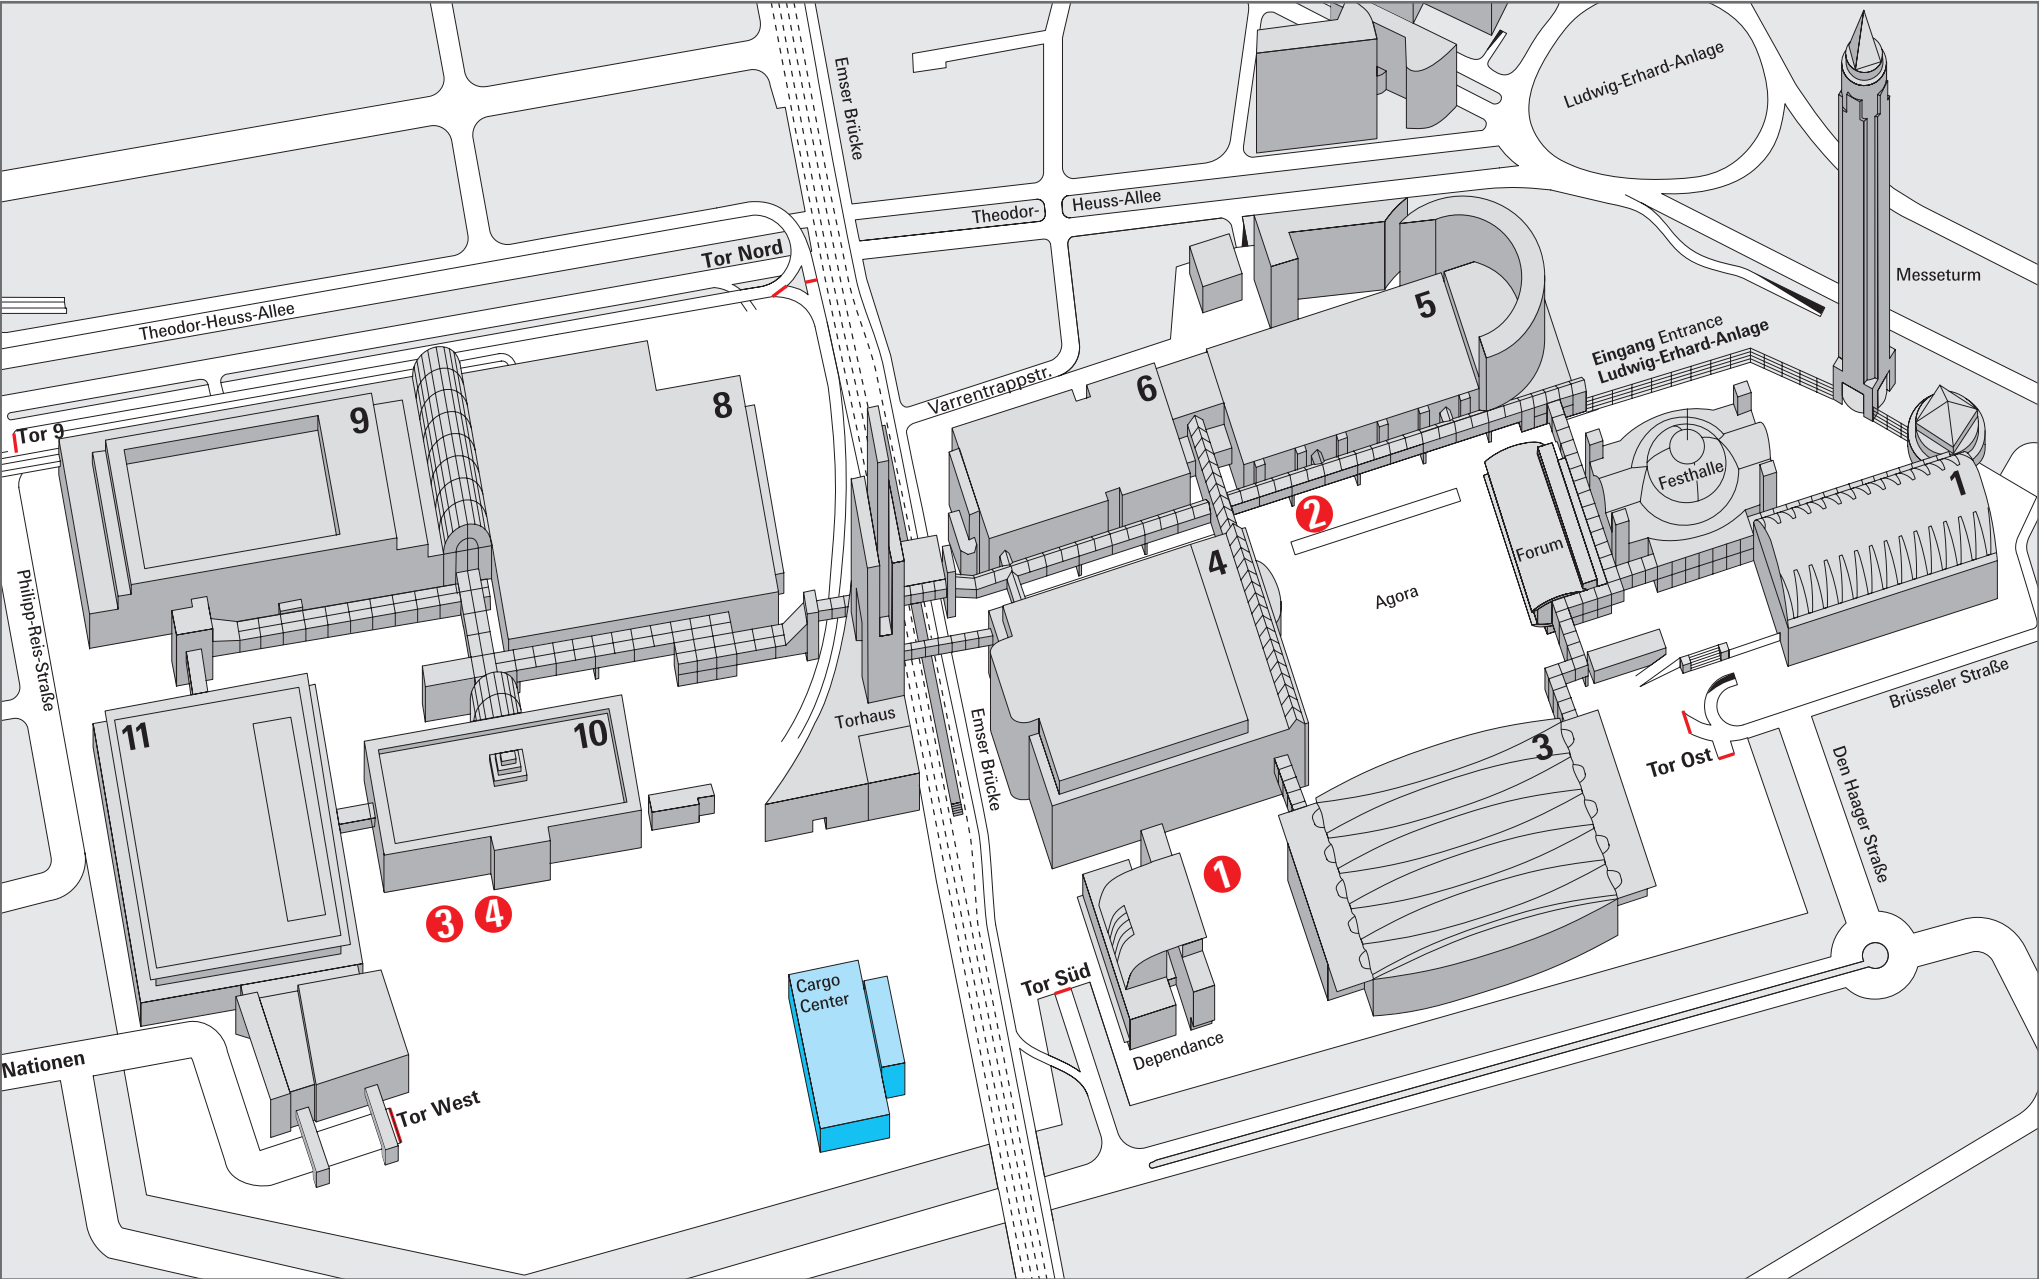 Emser Brücke
Ludwig-Erhard-Anlage
Theodor-
Heuss-Allee
Tor Nord
Messeturm
Theodor-Heuss-Allee
5
Eingang Entrance
Ludwig-Erhard-Anlage
Varrentrappstr.
6
8
9
Tor 9
Festhalle
1
2
Forum
4
Agora
Philipp-Reis-Straße
Brüsseler Straße
Torhaus
Emser Brücke
11
10
3
Tor Ost
Den Haager Straße
1
3
4
Cargo
Center
Tor Süd
Dependance
Nationen
Tor West